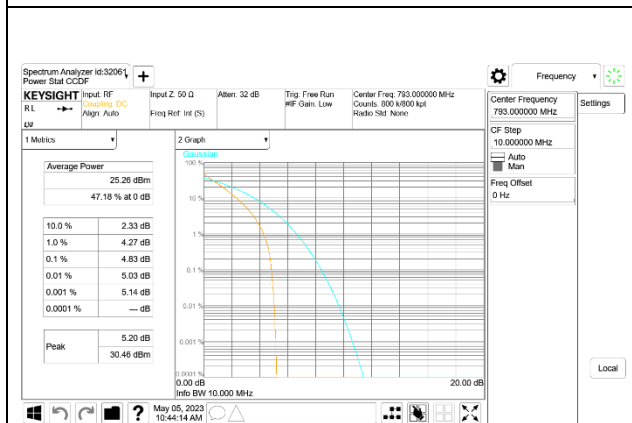 Spectrum Analyzer id:32061
Power Stat CCDF
Frequency
KEYSIGHT
RL
Input: RF
Coupling: DC
Align: Auto
Input Z: 50 Ω
Freq Ref: Int (S)
Atten: 32 dB
Trig: Free Run
#IF Gain: Low
Center Freq: 793.000000 MHz
Counts: 800 k/800 kpt
Radio Std: None
Center Frequency
793.000000 MHz
Settings
CF Step
10.000000 MHz
Auto
Man
Freq Offset
0 Hz
1 Metrics
Average Power
25.26 dBm
47.18 % at 0 dB
10.0 % 2.33 dB
1.0 % 4.27 dB
0.1 % 4.83 dB
0.01 % 5.03 dB
0.001 % 5.14 dB
0.0001 % --- dB
Peak
5.20 dB
30.46 dBm
2 Graph
Gaussian
100 %
10 %
1 %
0.1 %
0.01 %
0.001 %
0.0001 %
0.00 dB 20.00 dB
Info BW 10.000 MHz
Local
?
May 05, 2023
10:44:14 AM